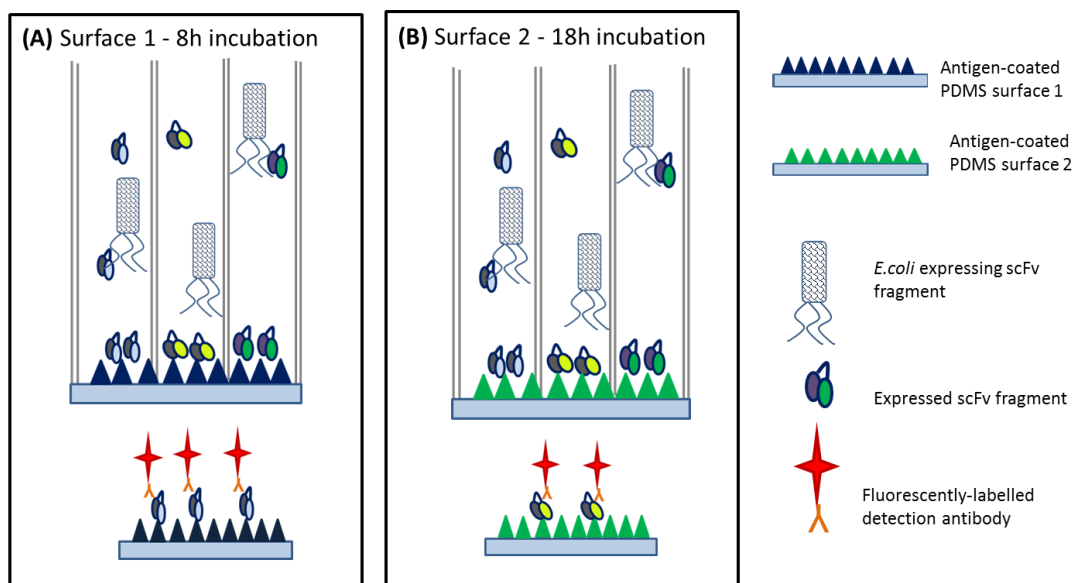 (A) Surface 1 - 8h incubation
(B) Surface 2 - 18h incubation
Antigen-coated
PDMS surface 1
Antigen-coated
PDMS surface 2
E.coli expressing scFv
fragment
Expressed scFv fragment
Fluorescently-labelled
detection antibody